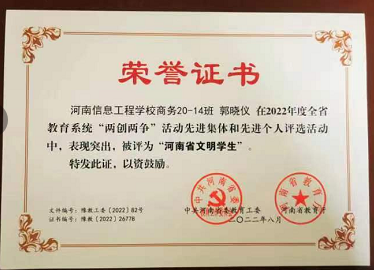 荣誉证书
河南信息工程学校商务20-14班 郭晓仪 在2022年度全省
教育系统“两创两争”活动先进集体和先进个人评选活动
中，表现突出，被评为“河南省文明学生”。
特发此证，以资鼓励。
文件编号：豫教工委〔2022〕82号
证书编号：豫教〔2022〕26778
中共河南省委教育工委 河南省教育厅
二〇二二年八月